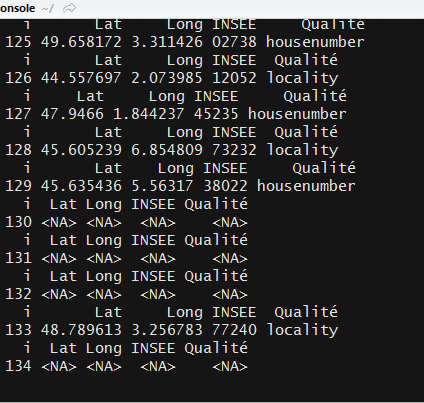 onsole ~/
i Lat Long INSEE Qualité
125 49.658172 3.311426 02738 housenumber
i Lat Long INSEE Qualité
126 44.557697 2.073985 12052 locality
i Lat Long INSEE Qualité
127 47.9466 1.844237 45235 housenumber
i Lat Long INSEE Qualité
128 45.605239 6.854809 73232 locality
i Lat Long INSEE Qualité
129 45.635436 5.56317 38022 housenumber
i Lat Long INSEE Qualité
130 <NA> <NA> <NA> <NA>
i Lat Long INSEE Qualité
131 <NA> <NA> <NA> <NA>
i Lat Long INSEE Qualité
132 <NA> <NA> <NA> <NA>
i Lat Long INSEE Qualité
133 48.789613 3.256783 77240 locality
i Lat Long INSEE Qualité
134 <NA> <NA> <NA> <NA>